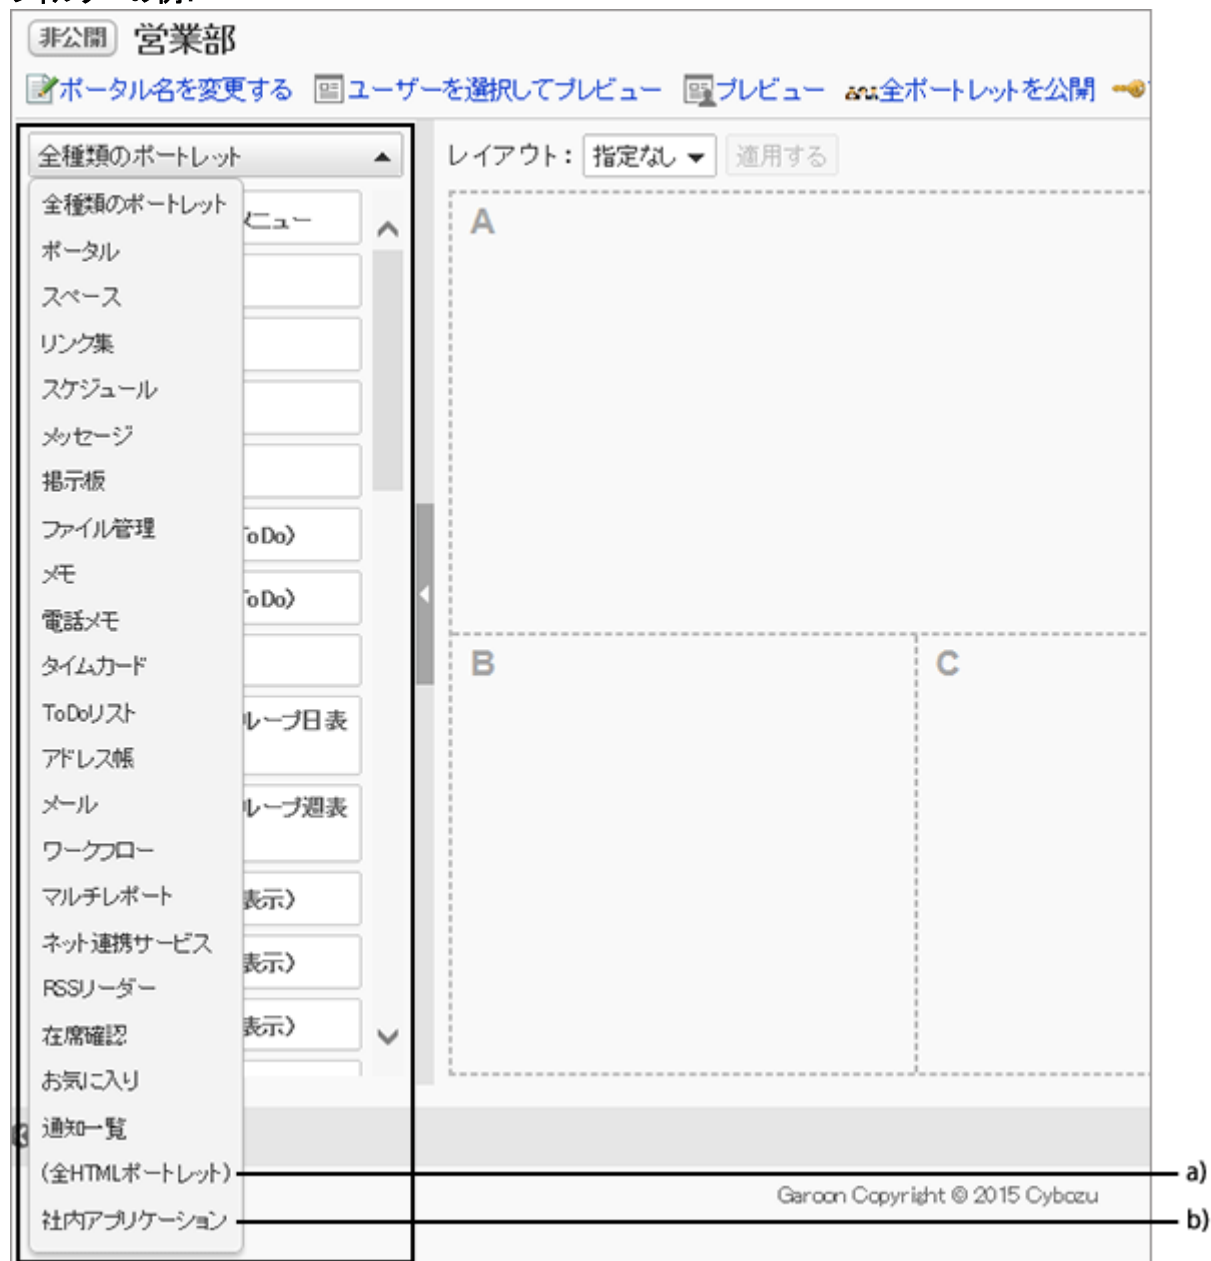 非公開 営業部
ポータル名を変更する ユーザーを選択してプレビュー プレビュー 全ポートレットを公開
全種類のポートレット
レイアウト： 指定なし 適用する
全種類のポートレット
ニュー
ポータル
スペース
リンク集
スケジュール
メッセージ
掲示板
ファイル管理
ToDo)
メモ
ToDo)
電話メモ
タイムカード
ToDoリスト
ループ日表
アドレス帳
メール
ループ週表
ワークフロー
マルチレポート
表示)
ネット連携サービス
表示)
RSSリーダー
在席確認
表示)
お気に入り
通知一覧
(全HTMLポートレット)
社内アプリケーション
A
B
C
a)
b)
Garoon Copyright © 2015 Cybozu